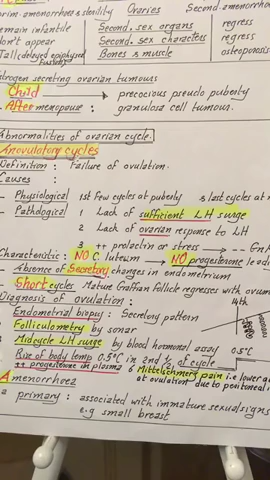 prim. amenorrhoea & sterility Ovaries Second. amenorrhoea
remain infantile Second. sex organs regress
don't appear Second. sex characters regress
Tall (delayed epiphyseal Bones & muscle osteoporosis
Oestrogen secreting ovarian tumours
Child → precocious pseudo puberty
After menopause : granulosa cell tumour.
Abnormalities of ovarian cycle.
Anovulatory cycles
Definition : Failure of ovulation.
Causes
Physiological 1st Few cycles at puberty & last cycles at
Pathological 1 Lack of sufficient LH surge
2 Lack of ovarian response to LH
3 ++ prolactin or stress → --
Characteristic : NO C. luteum → NO progesterone
Absence of Secretory changes in endometrium
Short cycles Mature Graffian Follicle regresses with
Diagnosis of ovulation : 14th
Endometrial biopsy : Secretory pattern
Folliculometry by sonar
Midcycle LH surge by blood hormonal assay 0.5°C
Rise of body temp 0.5°C in 2nd ½ of cycle
++ progesterone in plasma 6 Mittelschmerz pain i.e lower
at ovulation due to peritoneal
Amenorrhoea
a primary : associated with immature sexual signs
e.g small breast